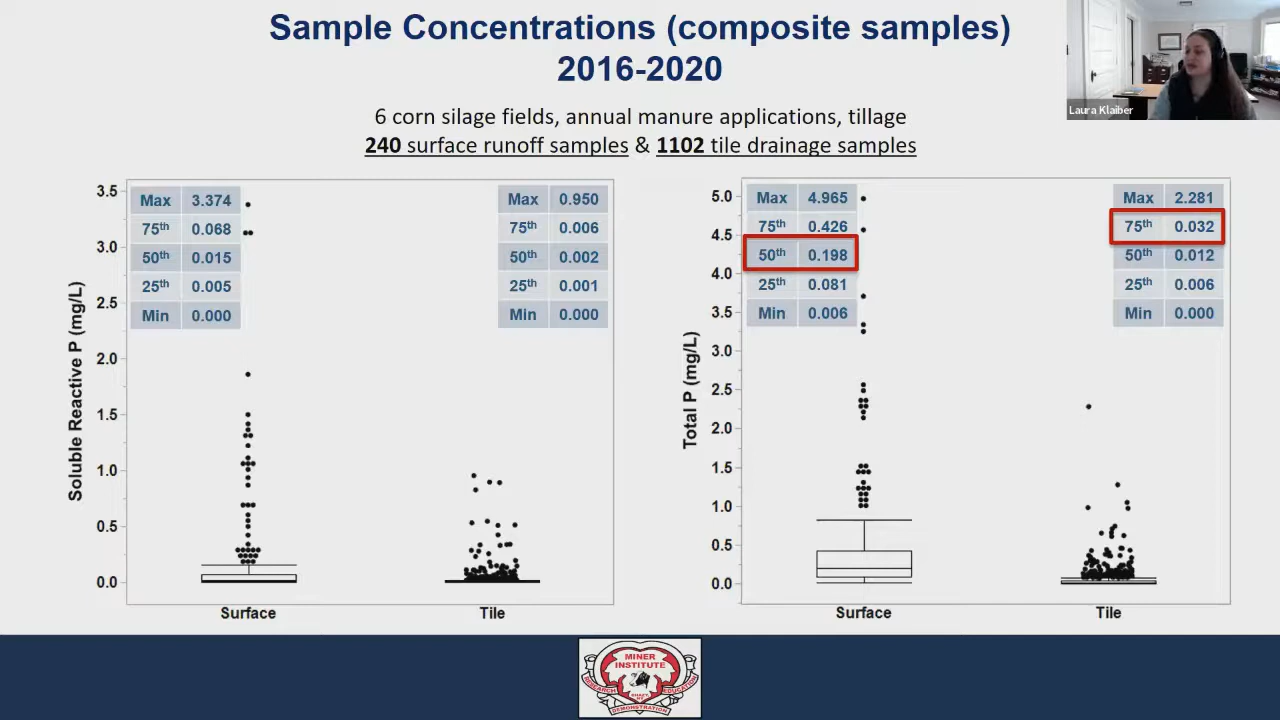 Sample Concentrations (composite samples)
2016-2020
Laura Klaiber
6 corn silage fields, annual manure applications, tillage
240 surface runoff samples & 1102 tile drainage samples
Soluble Reactive P (mg/L)
3.5
3.0
2.5
2.0
1.5
1.0
0.5
0.0
Max 3.374
75th 0.068
50th 0.015
25th 0.005
Min 0.000
Max 0.950
75th 0.006
50th 0.002
25th 0.001
Min 0.000
Surface Tile
Total P (mg/L)
5.0
4.5
4.0
3.5
3.0
2.5
2.0
1.5
1.0
0.5
0.0
Max 4.965
75th 0.426
50th 0.198
25th 0.081
Min 0.006
Max 2.281
75th 0.032
50th 0.012
25th 0.006
Min 0.000
Surface Tile
MINER
INSTITUTE
RESEARCH
EDUCATION
DEMONSTRATION